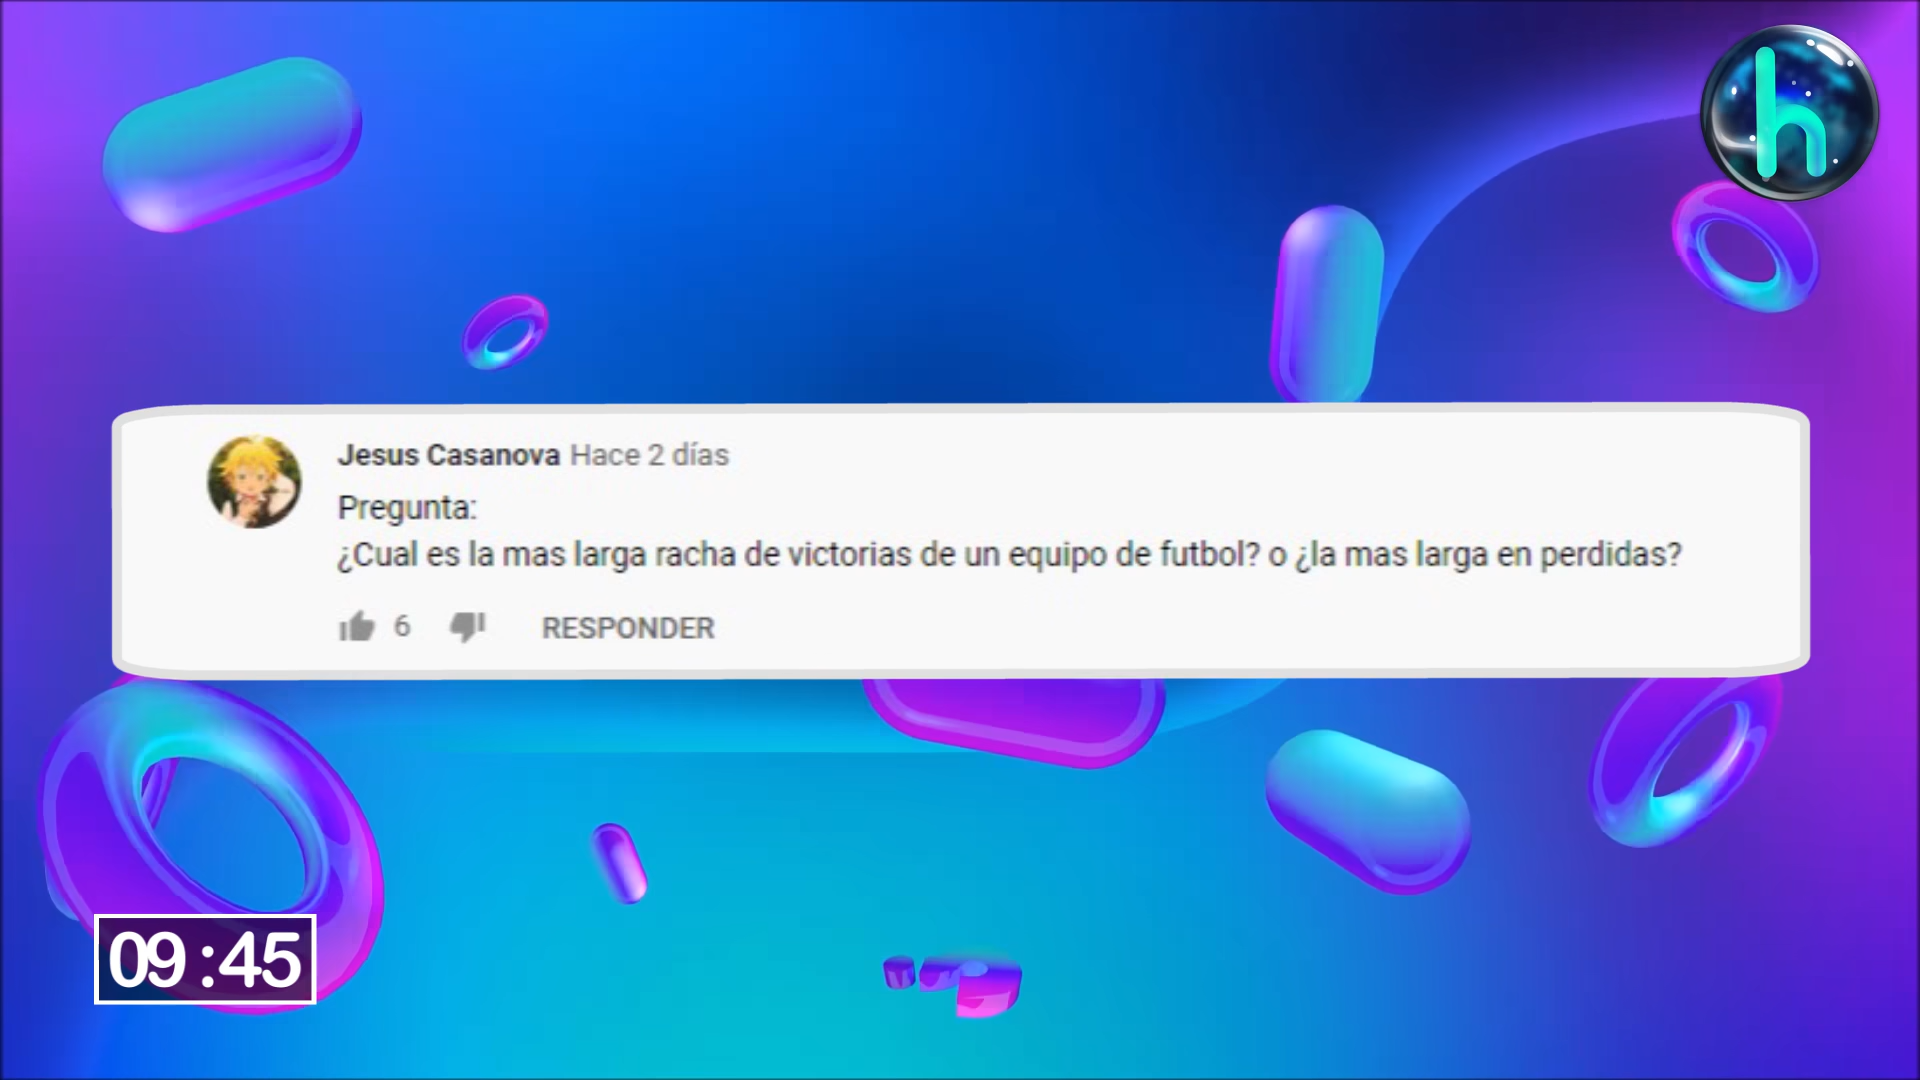 h
Jesus Casanova Hace 2 días
Pregunta:
¿Cual es la mas larga racha de victorias de un equipo de futbol? o ¿la mas larga en perdidas?
6 RESPONDER
09:45